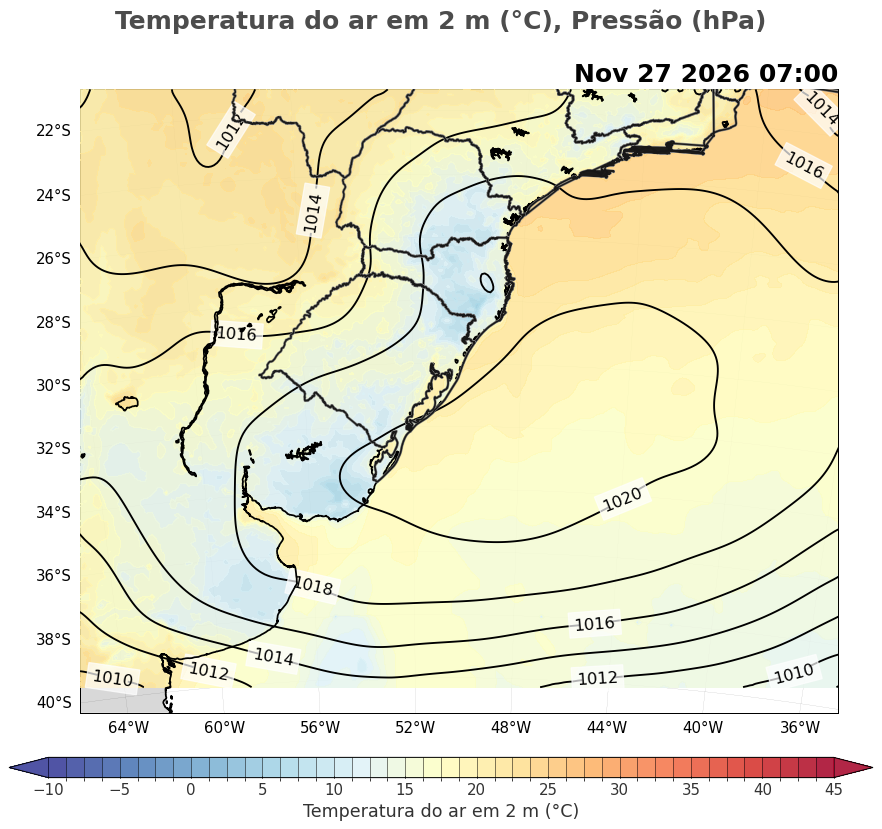 Temperatura do ar em 2 m (°C), Pressão (hPa)
Nov 27 2026 07:00
1014
1016
1014
1016
1020
1018
1016
1014
1012
1010
1012
1010
22°S
24°S
26°S
28°S
30°S
32°S
34°S
36°S
38°S
40°S
64°W 60°W 56°W 52°W 48°W 44°W 40°W 36°W
−10 −5 0 5 10 15 20 25 30 35 40 45
Temperatura do ar em 2 m (°C)